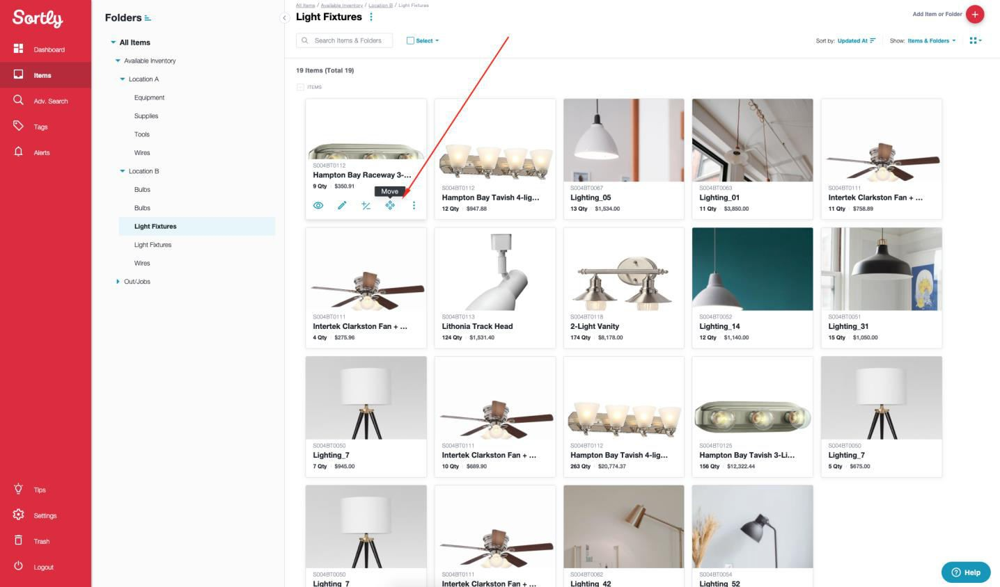 Sortly
Dashboard
Items
Adv. Search
Tags
Alerts
Tips
Settings
Trash
Logout
Folders
All Items
Available Inventory
Location A
Equipment
Supplies
Tools
Wires
Location B
Bulbs
Bulbs
Light Fixtures
Light Fixtures
Wires
Out/Jobs
All Items / Available Inventory / Location B / Light Fixtures
Light Fixtures
Add Item or Folder
Search Items & Folders
Select
Sort by: Updated At
Show: Items & Folders
19 Items (Total 19)
ITEMS
S004BT0112
Hampton Bay Raceway 3-...
9 Qty $350.91
Move
S004BT0112
Hampton Bay Tavish 4-lig...
12 Qty $947.88
S004BT0067
Lighting_05
13 Qty $1,534.00
S004BT0063
Lighting_01
11 Qty $3,850.00
S004BT0111
Intertek Clarkston Fan + ...
11 Qty $758.89
S004BT0111
Intertek Clarkston Fan + ...
4 Qty $275.96
S004BT0113
Lithonia Track Head
124 Qty $1,531.40
S004BT0118
2-Light Vanity
174 Qty $8,178.00
S004BT0052
Lighting_14
12 Qty $1,140.00
S004BT0051
Lighting_31
15 Qty $1,050.00
S004BT0050
Lighting_7
7 Qty $945.00
S004BT0111
Intertek Clarkston Fan + ...
10 Qty $689.90
S004BT0112
Hampton Bay Tavish 4-lig...
263 Qty $20,774.37
S004BT0125
Hampton Bay Tavish 3-Li...
156 Qty $12,322.44
S004BT0050
Lighting_7
5 Qty $675.00
S004BT0050
Lighting_7
S004BT0111
Intertek Clarkston Fan + ...
S004BT0062
Lighting_42
S004BT0054
Lighting_52
Help